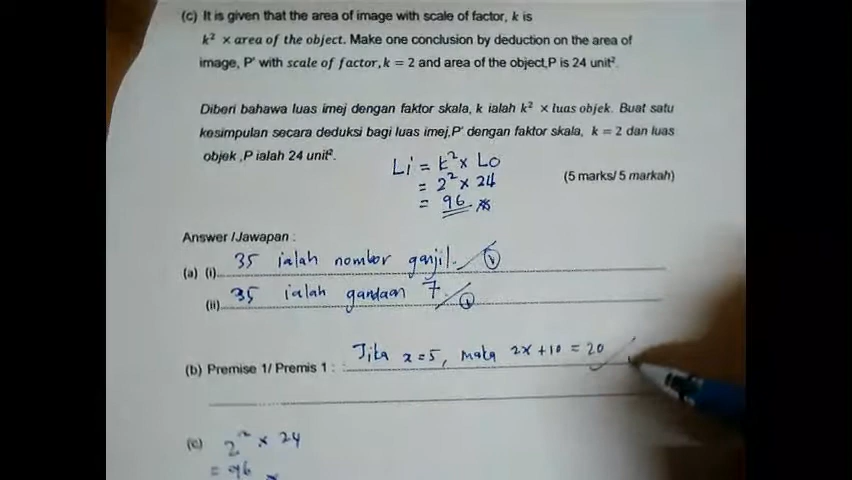 (c) It is given that the area of image with scale of factor, k is
k² × area of the object. Make one conclusion by deduction on the area of
image, P' with scale of factor, k = 2 and area of the object,P is 24 unit².
Diberi bahawa luas imej dengan faktor skala, k ialah k² × luas objek. Buat satu
kesimpulan secara deduksi bagi luas imej,P' dengan faktor skala, k = 2 dan luas
objek ,P ialah 24 unit².
Li = k² x Lo
= 2² x 24
= 96
(5 marks/ 5 markah)
Answer /Jawapan :
(a) (i) 35 ialah nombor ganjil. 1
(ii) 35 ialah gandaan 7. 1
(b) Premise 1/ Premis 1 : Jika x = 5, maka 2x + 10 = 20
(c) 2² x 24
= 96